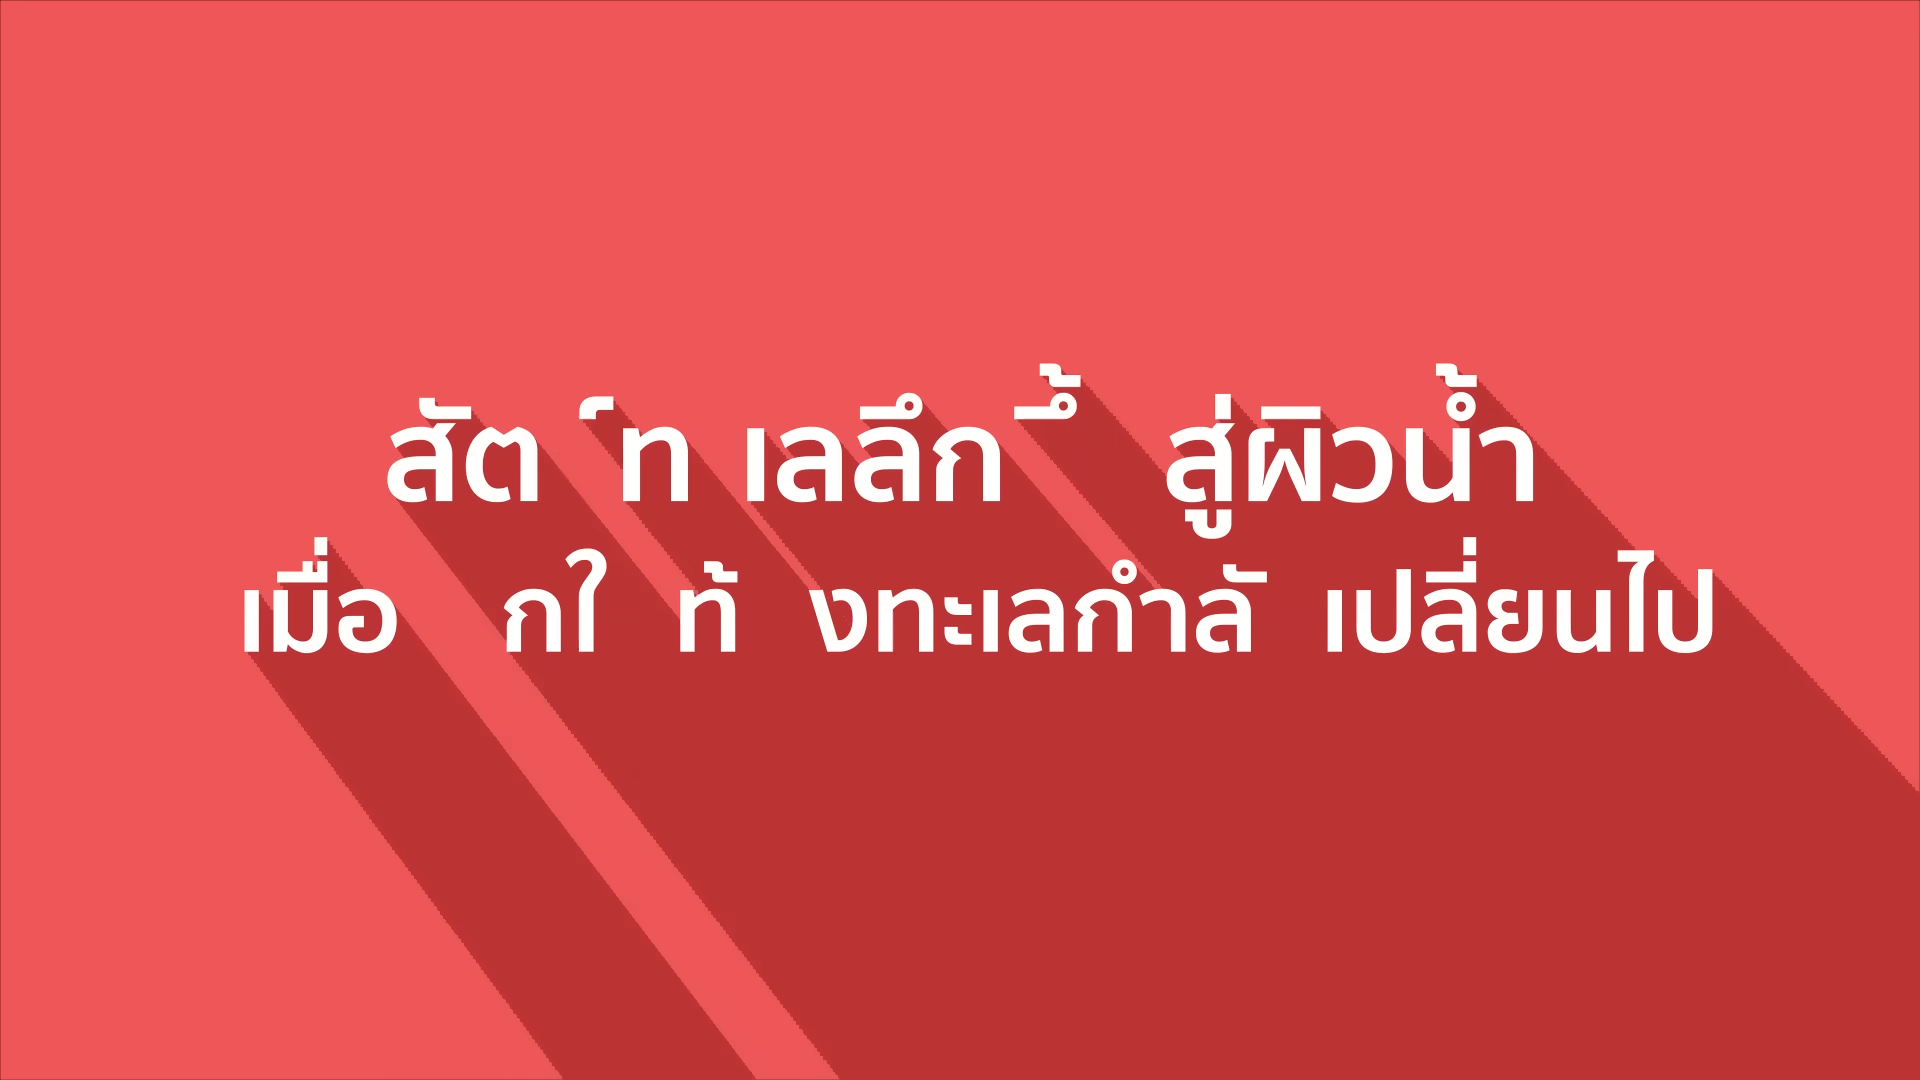 สัต ์ท เลลึก ึ้ สู่ผิวน้ำ
เมื่อ กใ ท้ งทะเลกำลั เปลี่ยนไป